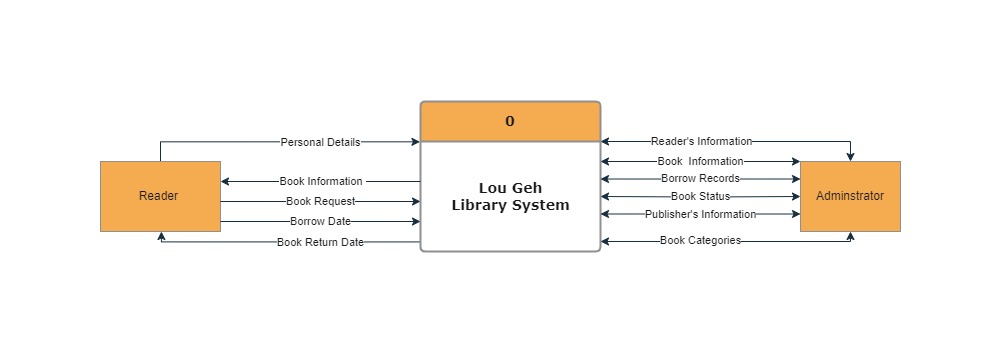 0
Personal Details
Reader's Information
Book Information
Book Information
Borrow Records
Reader
Lou Geh
Library System
Adminstrator
Book Request
Book Status
Borrow Date
Publisher's Information
Book Return Date
Book Categories